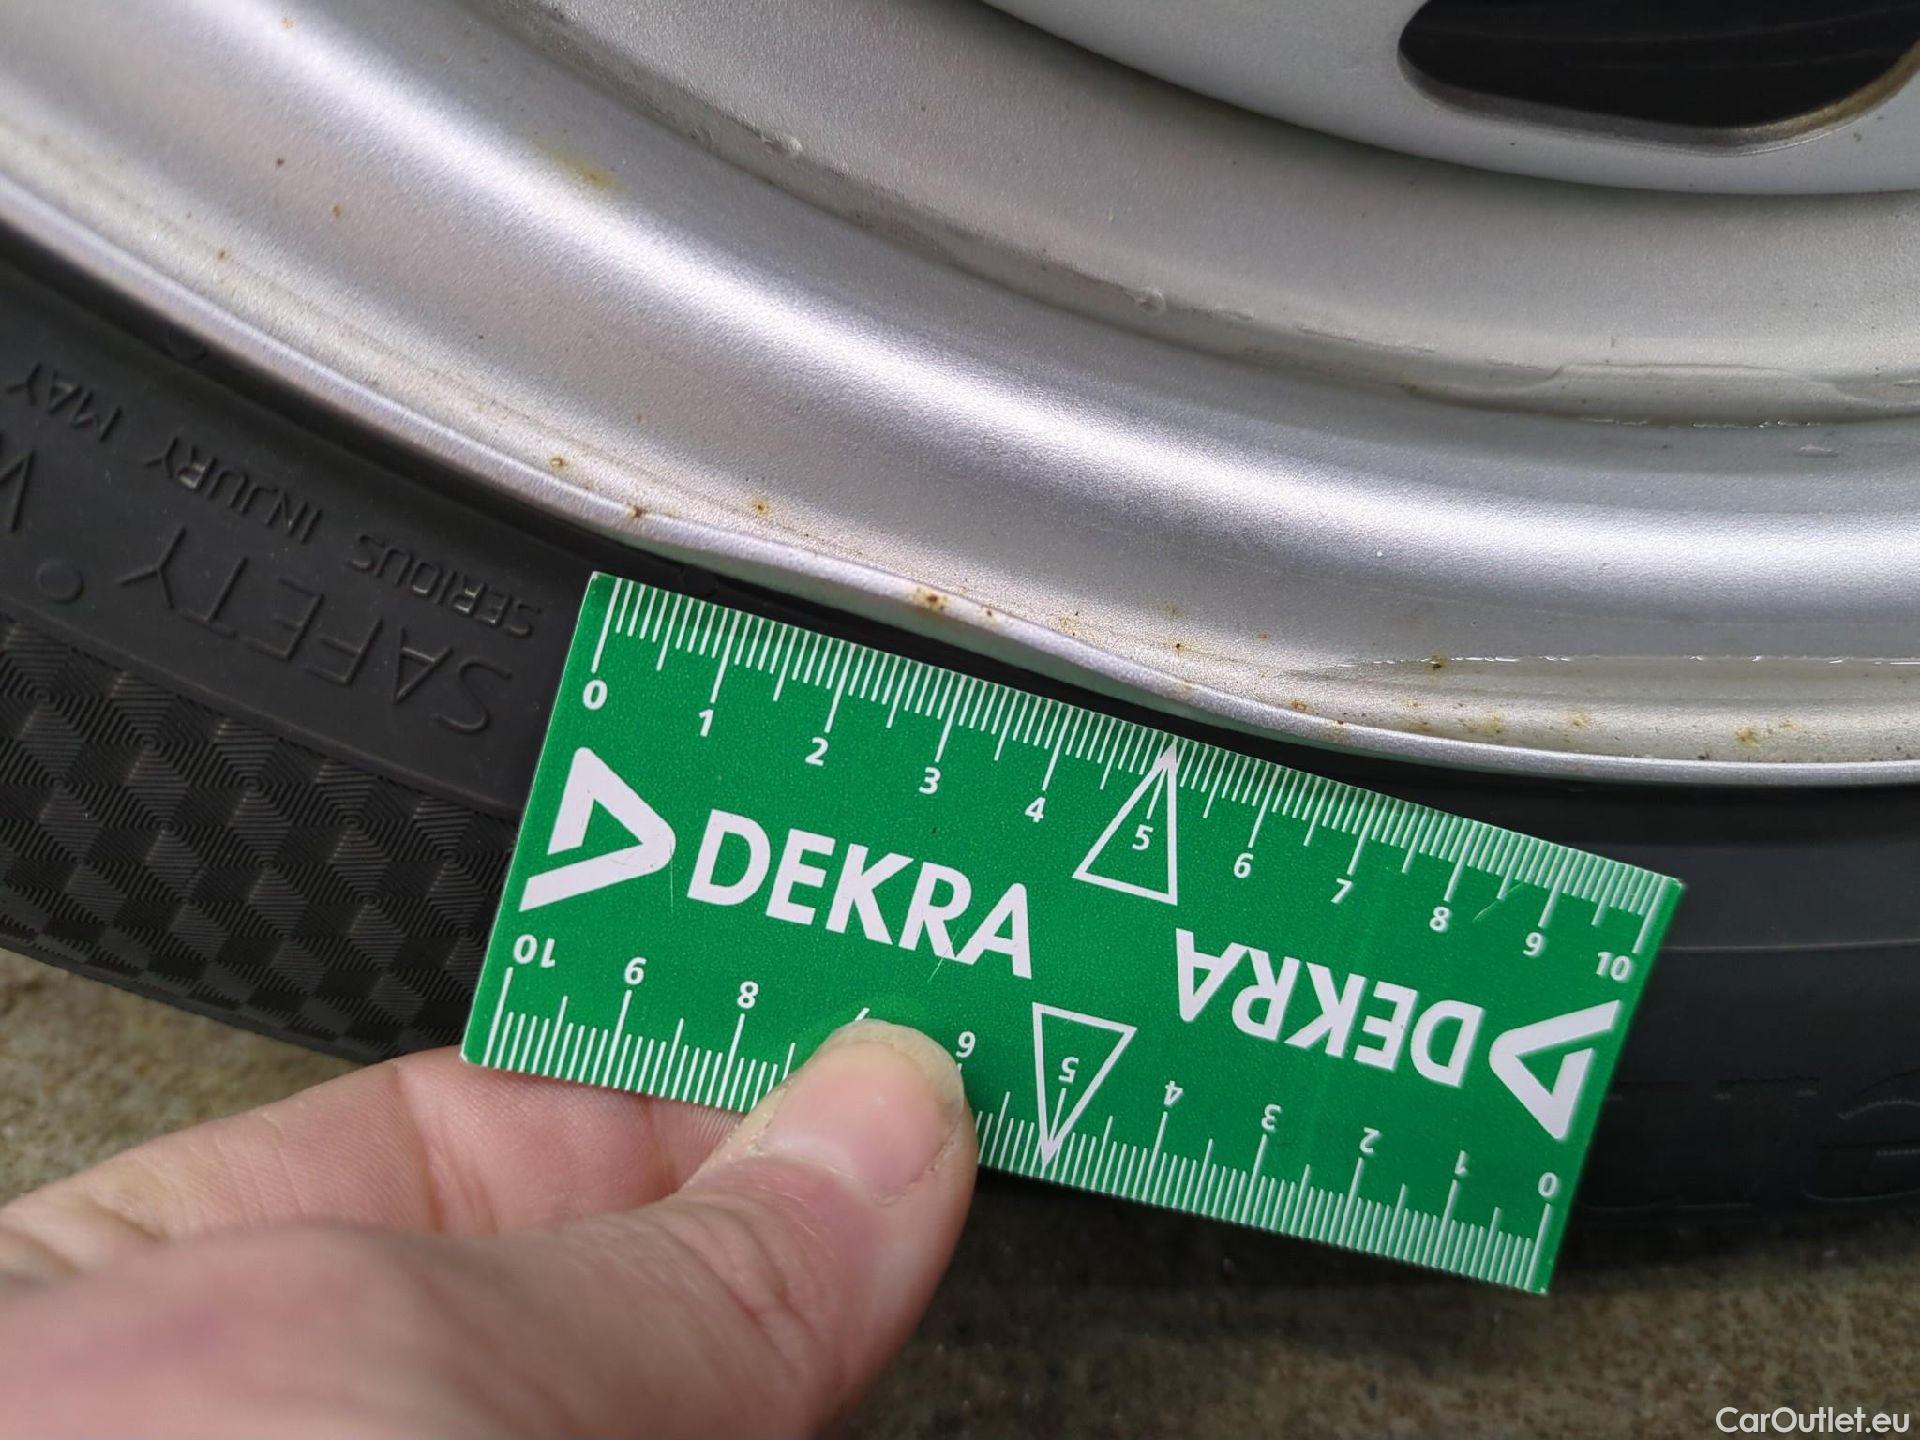 MAY
SERIOUS INJURY
SAFETY
0 1 2 3 4 5 6 7 8 9 10
DEKRA
DEKRA
10 9 8 7 6 5 4 3 2 1 0
CarOutlet.eu